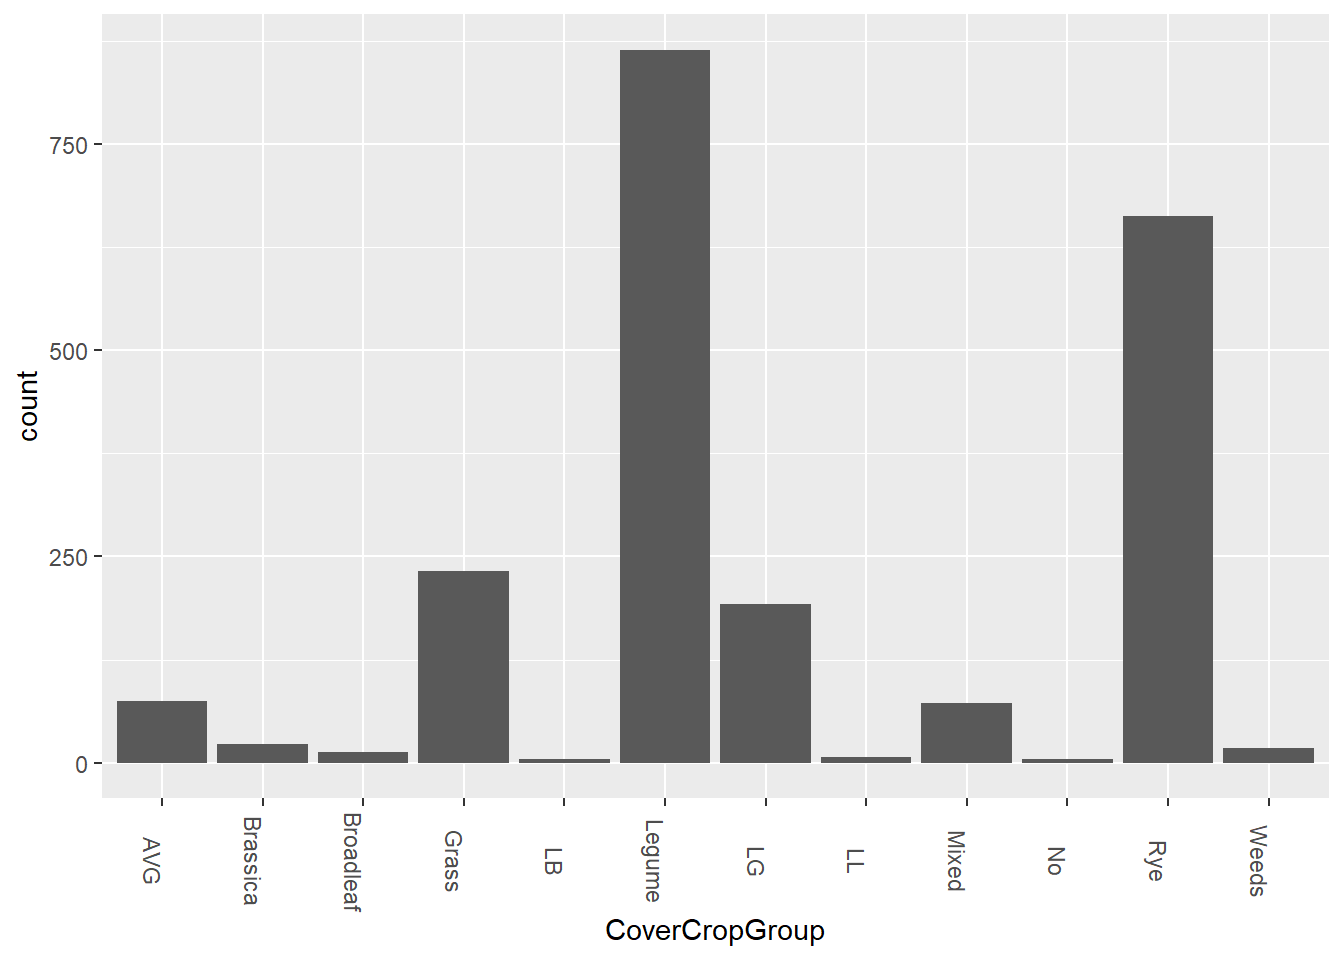 750
500
250
0
count
AVG
Brassica
Broadleaf
Grass
LB
Legume
LG
LL
Mixed
No
Rye
Weeds
CoverCropGroup